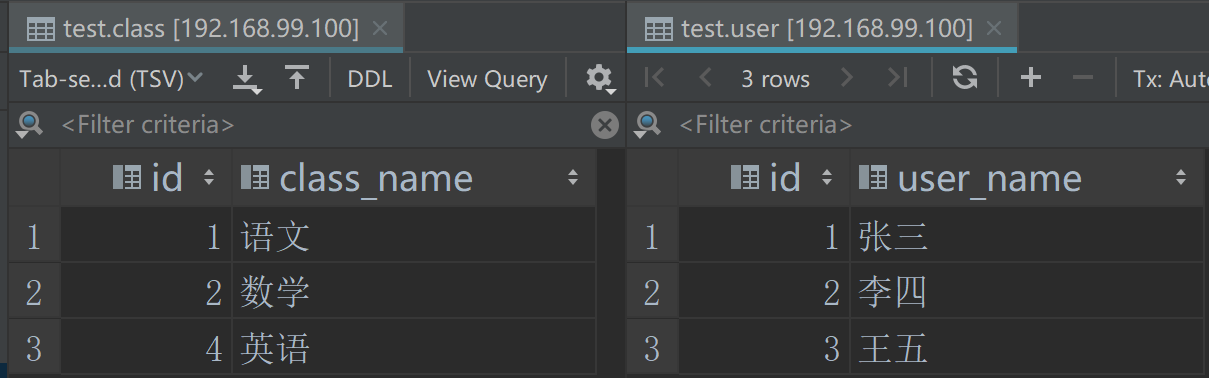 test.class [192.168.99.100]
Tab-se...d (TSV) DDL View Query
<Filter criteria>
id class_name
1 1 语文
2 2 数学
3 4 英语
test.user [192.168.99.100]
3 rows Tx: Aut
<Filter criteria>
id user_name
1 1 张三
2 2 李四
3 3 王五